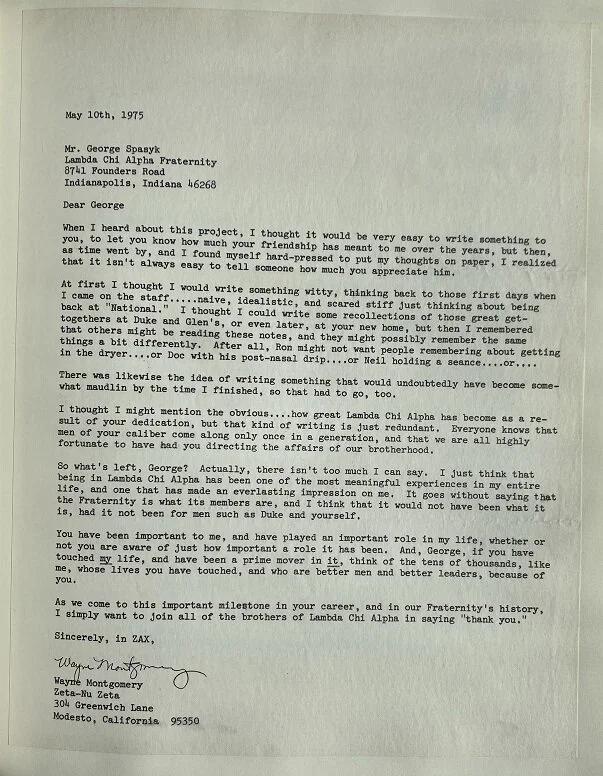 May 10th, 1975
Mr. George Spasyk
Lambda Chi Alpha Fraternity
8741 Founders Road
Indianapolis, Indiana 46268
Dear George
When I heard about this project, I thought it would be very easy to write something to
you, to let you know how much your friendship has meant to me over the years, but then,
as time went by, and I found myself hard-pressed to put my thoughts on paper, I realized
that it isn't always easy to tell someone how much you appreciate him.
At first I thought I would write something witty, thinking back to those first days when
I came on the staff.....naive, idealistic, and scared stiff just thinking about being
back at "National." I thought I could write some recollections of those great get-
togethers at Duke and Glen's, or even later, at your new home, but then I remembered
that others might be reading these notes, and they might possibly remember the same
things a bit differently. After all, Ron might not want people remembering about getting
in the dryer....or Doc with his post-nasal drip....or Neil holding a seance....or....
There was likewise the idea of writing something that would undoubtedly have become some-
what maudlin by the time I finished, so that had to go, too.
I thought I might mention the obvious....how great Lambda Chi Alpha has become as a re-
sult of your dedication, but that kind of writing is just redundant. Everyone knows that
men of your caliber come along only once in a generation, and that we are all highly
fortunate to have had you directing the affairs of our brotherhood.
So what's left, George? Actually, there isn't too much I can say. I just think that
being in Lambda Chi Alpha has been one of the most meaningful experiences in my entire
life, and one that has made an everlasting impression on me. It goes without saying that
the Fraternity is what its members are, and I think that it would not have been what it
is, had it not been for men such as Duke and yourself.
You have been important to me, and have played an important role in my life, whether or
not you are aware of just how important a role it has been. And, George, if you have
touched my life, and have been a prime mover in it, think of the tens of thousands, like
me, whose lives you have touched, and who are better men and better leaders, because of
you.
As we come to this important milestone in your career, and in our Fraternity's history,
I simply want to join all of the brothers of Lambda Chi Alpha in saying "thank you."
Sincerely, in ZAX,
Wayne Montgomery
Wayne Montgomery
Zeta-Nu Zeta
304 Greenwich Lane
Modesto, California 95350